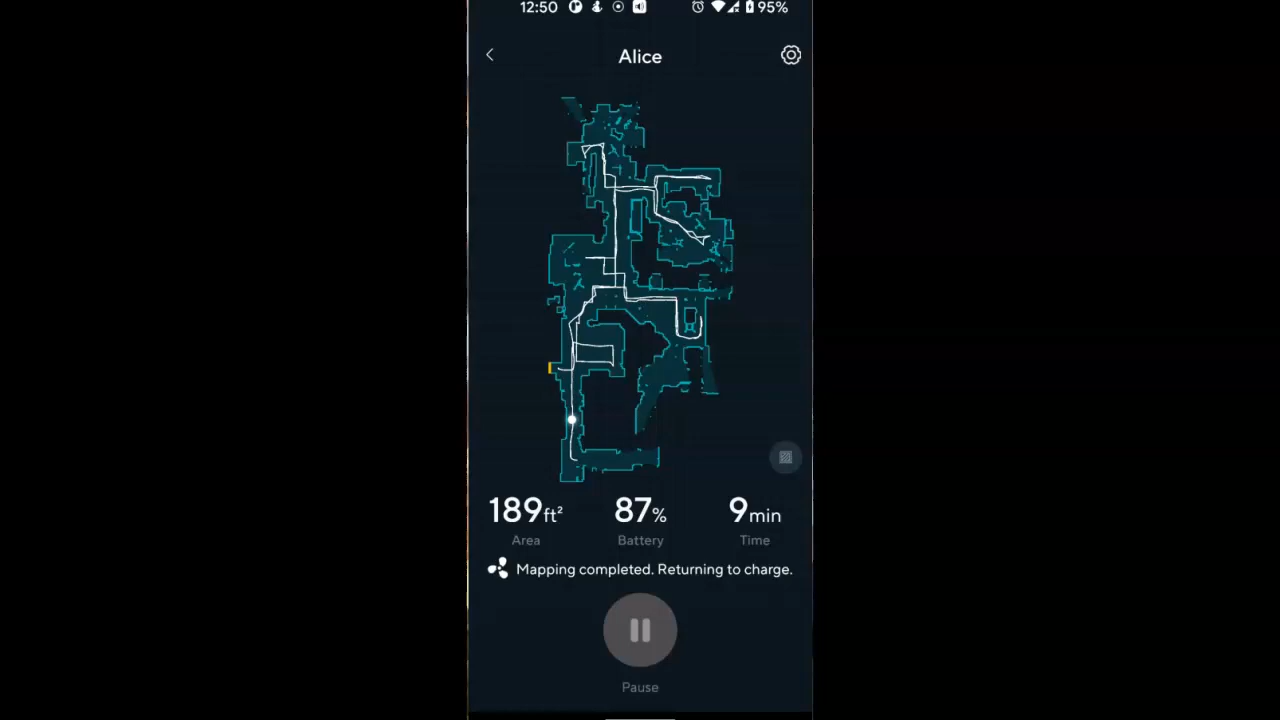 12:50 95%
Alice
189ft² 87% 9min
Area Battery Time
Mapping completed. Returning to charge.
Pause